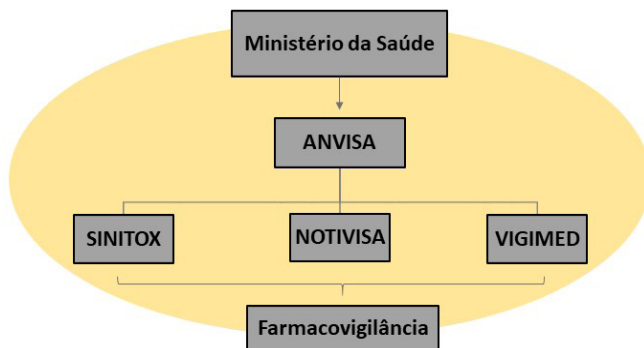 Ministério da Saúde
ANVISA
SINITOX
NOTIVISA
VIGIMED
Farmacovigilância